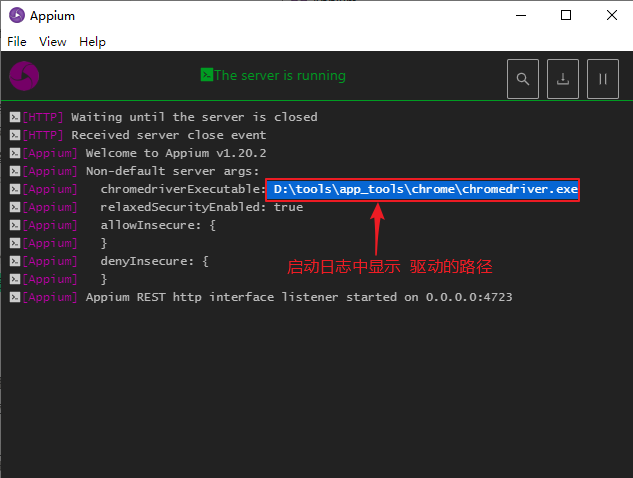 Appium
File View Help
The server is running
[HTTP] Waiting until the server is closed
[HTTP] Received server close event
[Appium] Welcome to Appium v1.20.2
[Appium] Non-default server args:
[Appium] chromedriverExecutable: D:\tools\app_tools\chrome\chromedriver.exe
[Appium] relaxedSecurityEnabled: true
[Appium] allowInsecure: {
[Appium] }
[Appium] denyInsecure: {
[Appium] }
启动日志中显示 驱动的路径
[Appium] Appium REST http interface listener started on 0.0.0.0:4723